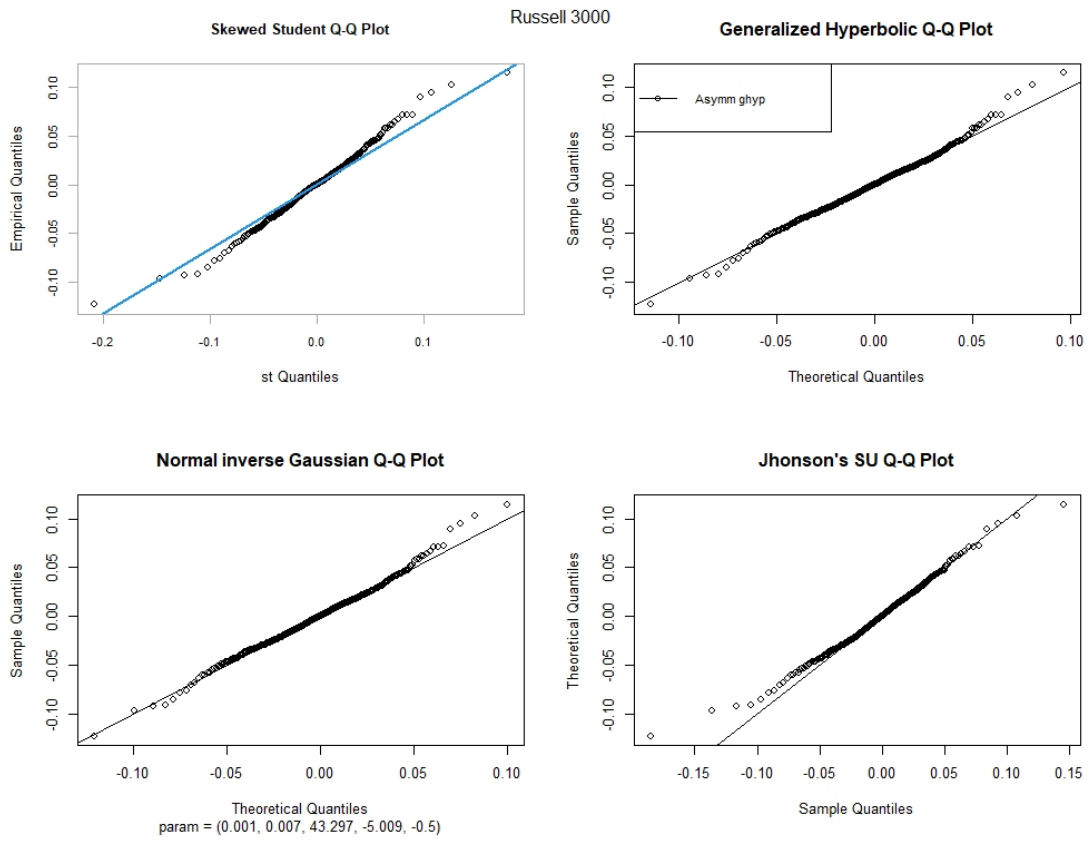 Russell 3000
Skewed Student Q-Q Plot
Empirical Quantiles
0.10
0.05
0.00
-0.05
-0.10
-0.2
-0.1
0.0
0.1
st Quantiles
Generalized Hyperbolic Q-Q Plot
Asymm ghyp
Sample Quantiles
0.10
0.05
0.00
-0.05
-0.10
-0.10
-0.05
0.00
0.05
0.10
Theoretical Quantiles
Normal inverse Gaussian Q-Q Plot
Sample Quantiles
0.10
0.05
0.00
-0.05
-0.10
-0.10
-0.05
0.00
0.05
0.10
Theoretical Quantiles
param = (0.001, 0.007, 43.297, -5.009, -0.5)
Jhonson's SU Q-Q Plot
Theoretical Quantiles
0.10
0.05
0.00
-0.05
-0.10
-0.15
-0.10
-0.05
0.00
0.05
0.10
0.15
Sample Quantiles